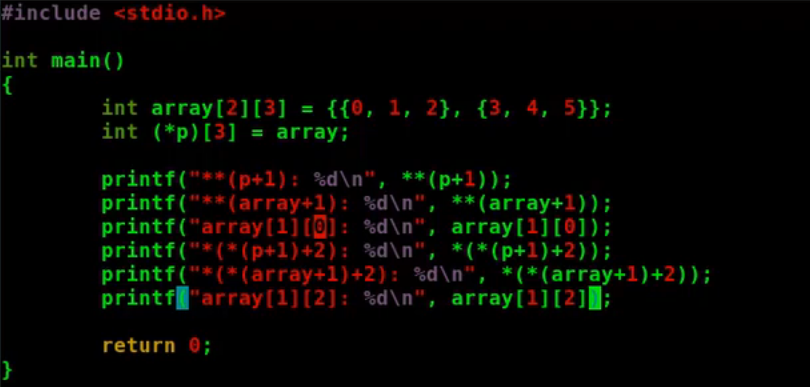 #include <stdio.h>
int main()
{
int array[2][3] = {{0, 1, 2}, {3, 4, 5}};
int (*p)[3] = array;
printf("**(p+1): %d\n", **(p+1));
printf("**(array+1): %d\n", **(array+1));
printf("array[1][0]: %d\n", array[1][0]);
printf("*(*(p+1)+2): %d\n", *(*(p+1)+2));
printf("*(*(array+1)+2): %d\n", *(*(array+1)+2));
printf("array[1][2]: %d\n", array[1][2]);
return 0;
}